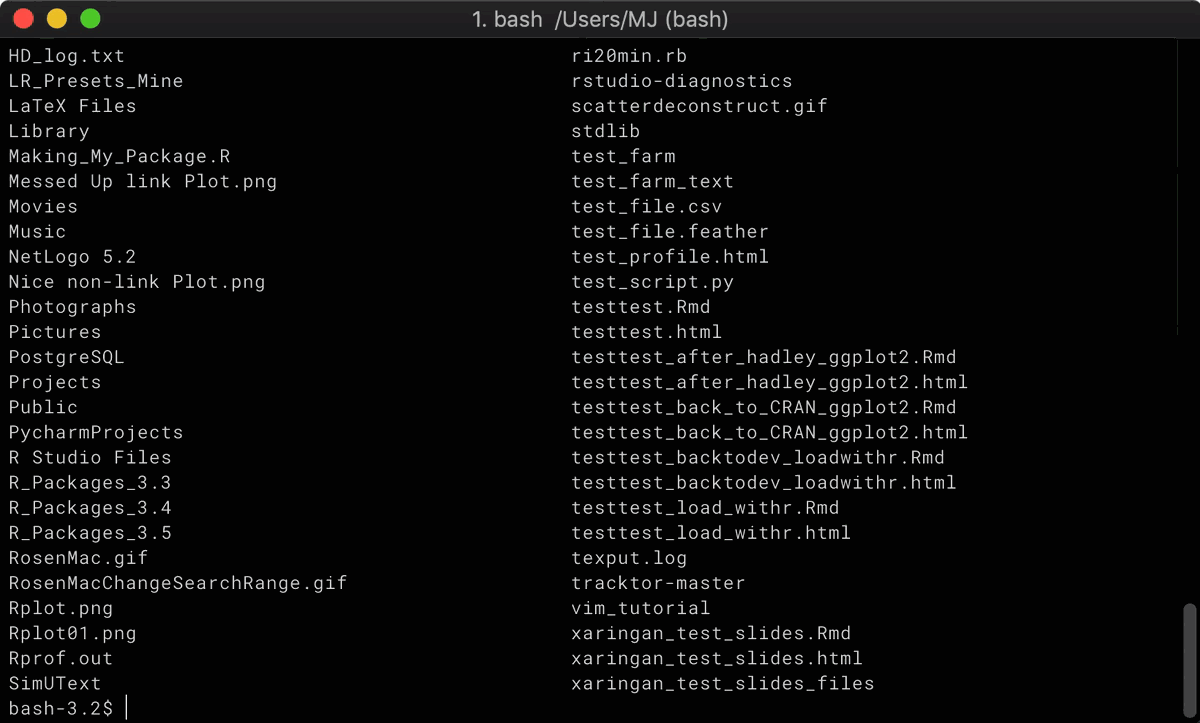 1. bash  /Users/MJ (bash)
HD_log.txt                                      ri20min.rb
LR_Presets_Mine                                 rstudio-diagnostics
LaTeX Files                                     scatterdeconstruct.gif
Library                                         stdlib
Making_My_Package.R                             test_farm
Messed Up link Plot.png                         test_farm_text
Movies                                          test_file.csv
Music                                           test_file.feather
NetLogo 5.2                                     test_profile.html
Nice non-link Plot.png                          test_script.py
Photographs                                     testtest.Rmd
Pictures                                        testtest.html
PostgreSQL                                      testtest_after_hadley_ggplot2.Rmd
Projects                                        testtest_after_hadley_ggplot2.html
Public                                          testtest_back_to_CRAN_ggplot2.Rmd
PycharmProjects                                 testtest_back_to_CRAN_ggplot2.html
R Studio Files                                  testtest_backtodev_loadwithr.Rmd
R_Packages_3.3                                  testtest_backtodev_loadwithr.html
R_Packages_3.4                                  testtest_load_withr.Rmd
R_Packages_3.5                                  testtest_load_withr.html
RosenMac.gif                                    texput.log
RosenMacChangeSearchRange.gif                   tracktor-master
Rplot.png                                       vim_tutorial
Rplot01.png                                     xaringan_test_slides.Rmd
Rprof.out                                       xaringan_test_slides.html
SimUText                                        xaringan_test_slides_files
bash-3.2$